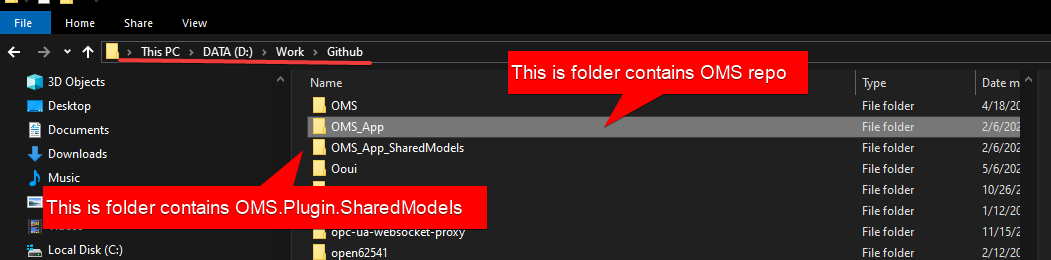 File Home Share View
This PC > DATA (D:) > Work > Github
This is folder contains OMS repo
Name Type Date m
3D Objects
Desktop
Documents
Downloads
Music
Local Disk (C:)
OMS File folder 4/18/20
OMS_App File folder 2/6/202
OMS_App_SharedModels File folder 2/6/202
Ooui File folder 5/6/202
File folder 10/26/2
This is folder contains OMS.Plugin.SharedModels
File folder 1/12/20
opc-ua-websocket-proxy File folder 11/15/2
open62541 File folder 2/12/20